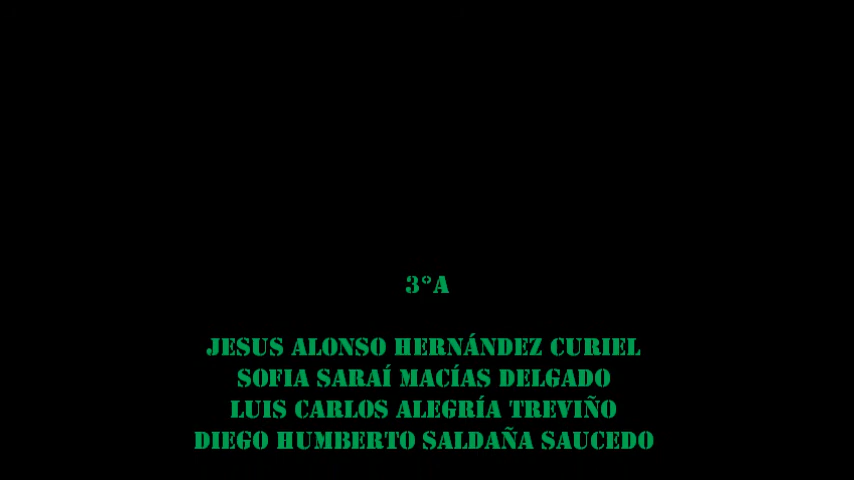 3°A
JESUS ALONSO HERNÁNDEZ CURIEL
SOFIA SARAÍ MACÍAS DELGADO
LUIS CARLOS ALEGRÍA TREVIÑO
DIEGO HUMBERTO SALDAÑA SAUCEDO